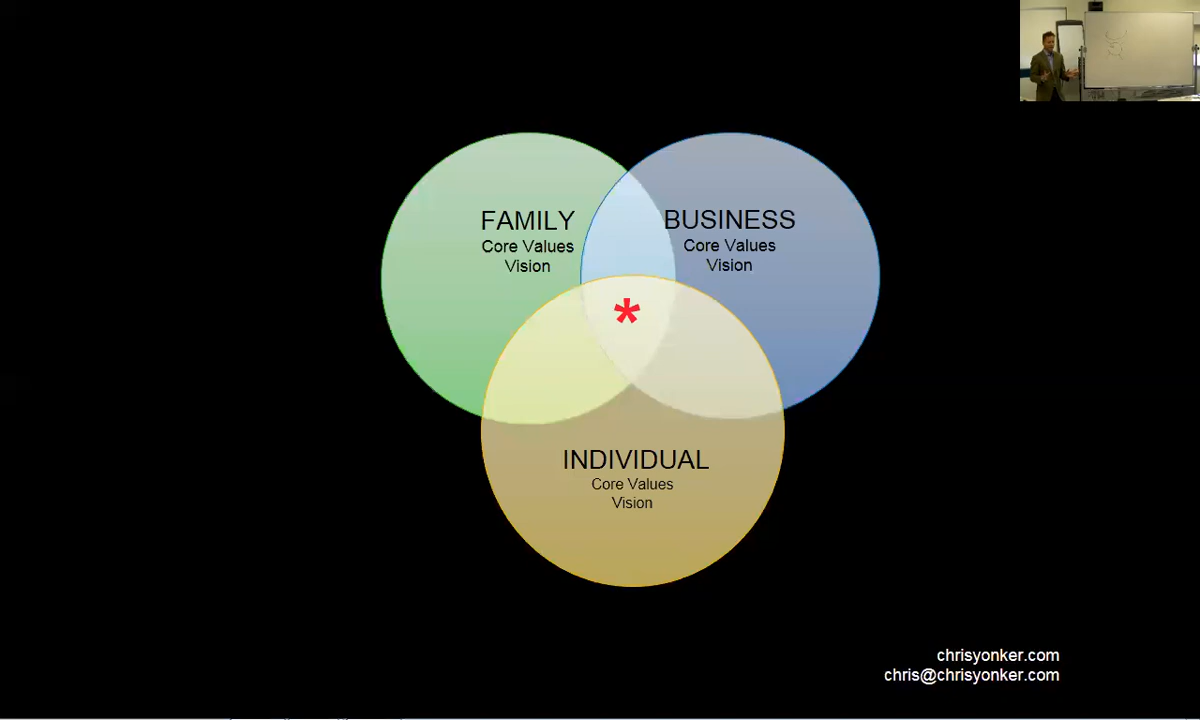 FAMILY
Core Values
Vision
BUSINESS
Core Values
Vision
*
INDIVIDUAL
Core Values
Vision
chrisyonker.com
chris@chrisyonker.com